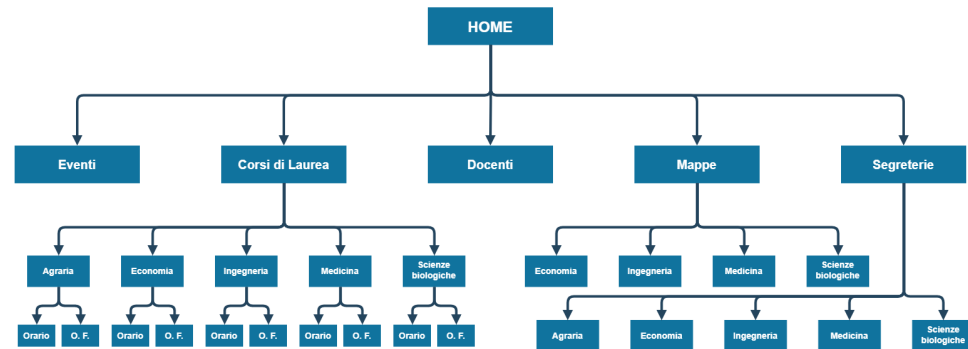 HOME
Eventi
Corsi di Laurea
Docenti
Mappe
Segreterie
Agraria
Economia
Ingegneria
Medicina
Scienze
biologiche
Economia
Ingegneria
Medicina
Scienze
biologiche
Orario
O. F.
Orario
O. F.
Orario
O. F.
Orario
O. F.
Orario
O. F.
Agraria
Economia
Ingegneria
Medicina
Scienze
biologiche